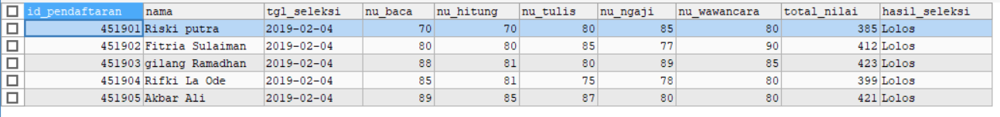 id_pendaftaran nama tgl_seleksi nu_baca nu_hitung nu_tulis nu_ngaji nu_wawancara total_nilai hasil_seleksi
451901 Riski putra 2019-02-04 70 70 80 85 80 385 Lolos
451902 Fitria Sulaiman 2019-02-04 80 80 85 77 90 412 Lolos
451903 gilang Ramadhan 2019-02-04 88 81 80 89 85 423 Lolos
451904 Rifki La Ode 2019-02-04 85 81 75 78 80 399 Lolos
451905 Akbar Ali 2019-02-04 89 85 87 80 80 421 Lolos